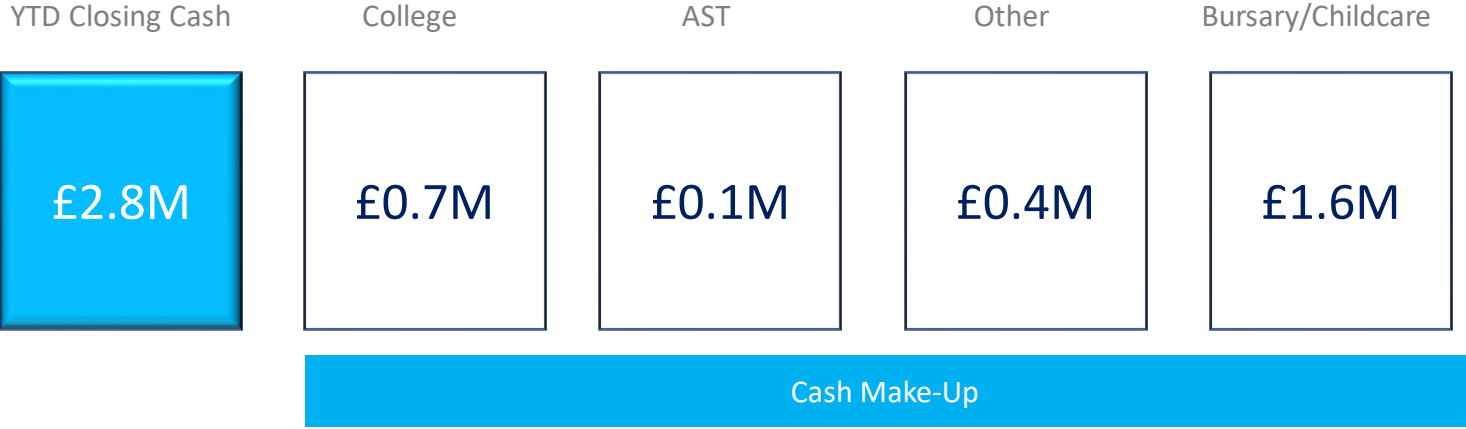 YTD Closing Cash
College
AST
Other
Bursary/Childcare
£2.8M
£0.7M
£0.1M
£0.4M
£1.6M
Cash Make-Up